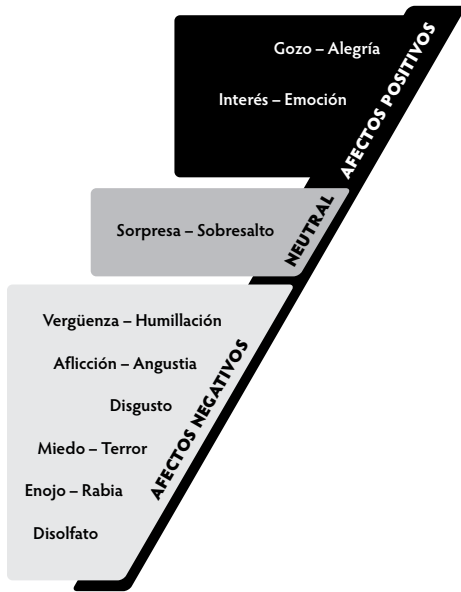 Gozo – Alegría
Interés – Emoción
AFECTOS POSITIVOS
Sorpresa – Sobresalto
NEUTRAL
Vergüenza – Humillación
Aflicción – Angustia
Disgusto
Miedo – Terror
Enojo – Rabia
Disolfato
AFECTOS NEGATIVOS